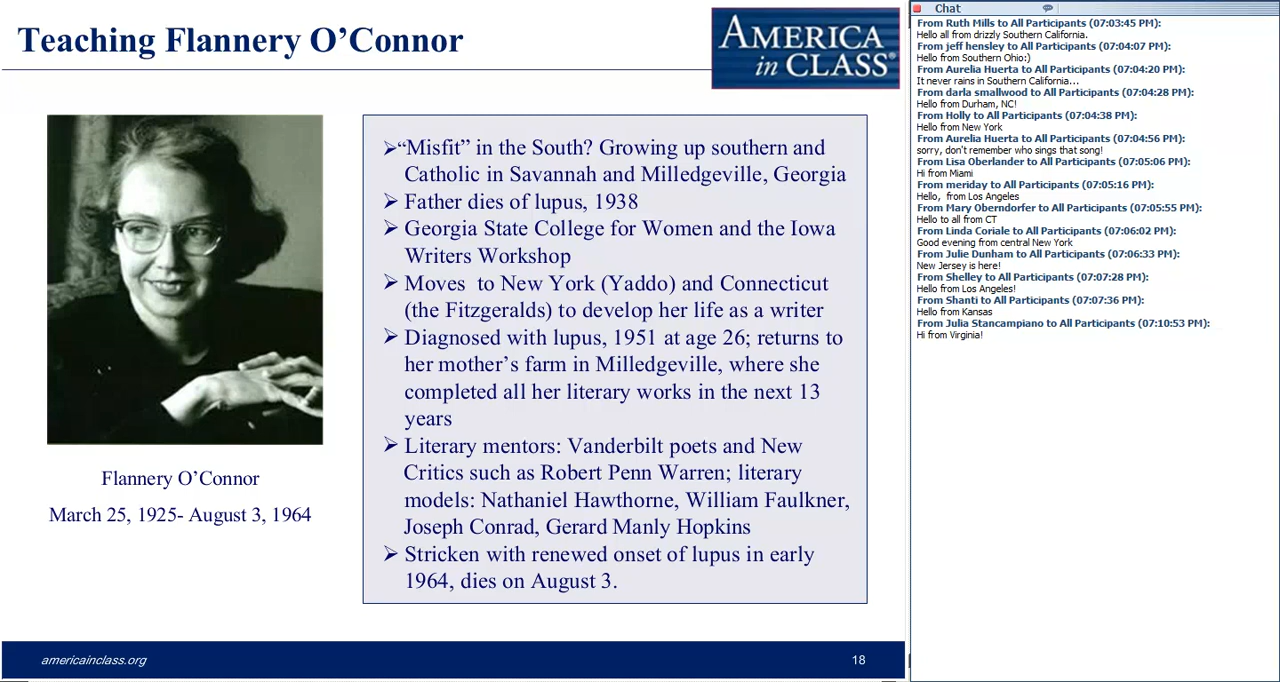 Teaching Flannery O’Connor
AMERICA
in CLASS®
➢“Misfit” in the South? Growing up southern and
Catholic in Savannah and Milledgeville, Georgia
➢ Father dies of lupus, 1938
➢ Georgia State College for Women and the Iowa
Writers Workshop
➢ Moves  to New York (Yaddo) and Connecticut
(the Fitzgeralds) to develop her life as a writer
➢ Diagnosed with lupus, 1951 at age 26; returns to
her mother’s farm in Milledgeville, where she
completed all her literary works in the next 13
years
➢ Literary mentors: Vanderbilt poets and New
Critics such as Robert Penn Warren; literary
models: Nathaniel Hawthorne, William Faulkner,
Joseph Conrad, Gerard Manly Hopkins
➢ Stricken with renewed onset of lupus in early
1964, dies on August 3.
Flannery O’Connor
March 25, 1925- August 3, 1964
americainclass.org
18
Chat
From Ruth Mills to All Participants (07:03:45 PM):
Hello all from drizzly Southern California.
From jeff hensley to All Participants (07:04:07 PM):
Hello from Southern Ohio:)
From Aurelia Huerta to All Participants (07:04:20 PM):
It never rains in Southern California...
From darla smallwood to All Participants (07:04:28 PM):
Hello from Durham, NC!
From Holly to All Participants (07:04:38 PM):
Hello from New York
From Aurelia Huerta to All Participants (07:04:56 PM):
sorry, don't remember who sings that song!
From Lisa Oberlander to All Participants (07:05:06 PM):
Hi from Miami
From meriday to All Participants (07:05:16 PM):
Hello,  from Los Angeles
From Mary Oberndorfer to All Participants (07:05:55 PM):
Hello to all from CT
From Linda Coriale to All Participants (07:06:02 PM):
Good evening from central New York
From Julie Dunham to All Participants (07:06:33 PM):
New Jersey is here!
From Shelley to All Participants (07:07:28 PM):
Hello from Los Angeles!
From Shanti to All Participants (07:07:36 PM):
Hello from Kansas
From Julia Stancampiano to All Participants (07:10:53 PM):
Hi from Virginia!